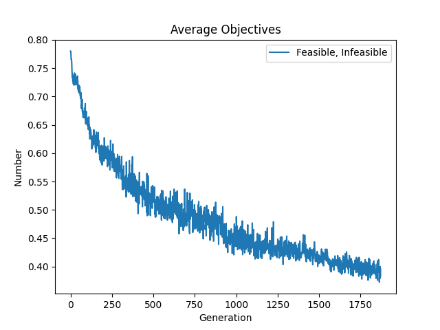 Average Objectives
Feasible, Infeasible
Number
0.80
0.75
0.70
0.65
0.60
0.55
0.50
0.45
0.40
0 250 500 750 1000 1250 1500 1750
Generation